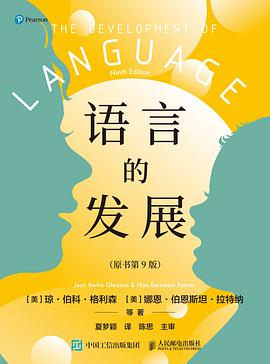 Pearson
THE DEVELOPMENT OF
LANGUAGE
Ninth Edition
语言
的
发展
(原书第9版)
Jean Berko Gleason & Nan Bernstein Ratner
[美]琼·伯科·格利森 [美]娜恩·伯恩斯坦·拉特纳
等 著
夏梦颖 译 陈思 主审
中国工信出版集团 人民邮电出版社